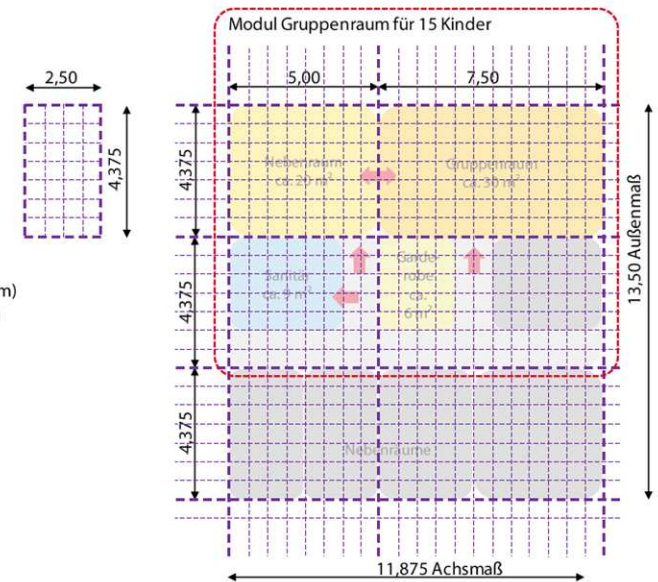 Modul Gruppenraum für 15 Kinder
2,50
5,00
7,50
4,375
4,375
Nebenraum
ca. 20 m²
Gruppenraum
ca. 30 m²
13,50 Außenmaß
4,375
Sanitär
ca. 9 m²
Garde-
robe
ca.
6 m²
m)
4,375
Nebenräume
11,875 Achsmaß